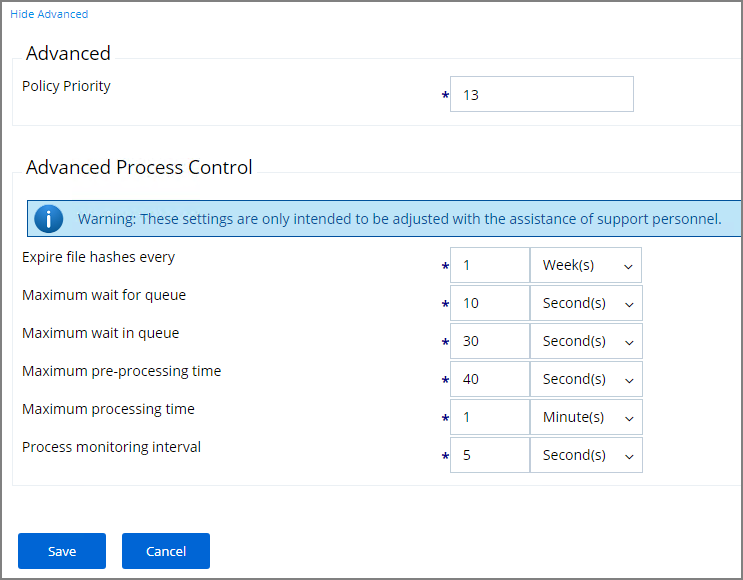 Hide Advanced
Advanced
Policy Priority * 13
Advanced Process Control
i Warning: These settings are only intended to be adjusted with the assistance of support personnel.
Expire file hashes every * 1 Week(s)
Maximum wait for queue * 10 Second(s)
Maximum wait in queue * 30 Second(s)
Maximum pre-processing time * 40 Second(s)
Maximum processing time * 1 Minute(s)
Process monitoring interval * 5 Second(s)
Save Cancel